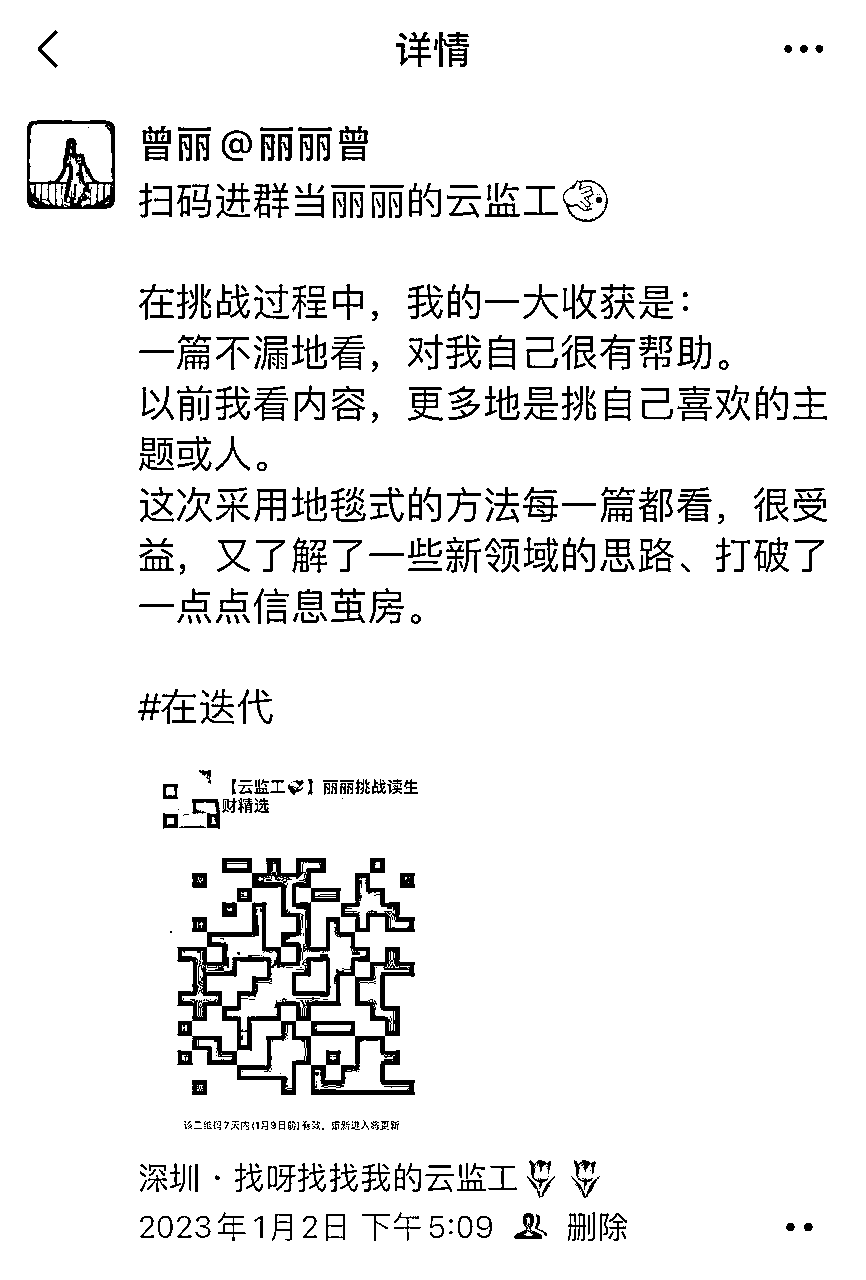 详情
曾丽@丽丽曾
扫码进群当丽丽的云监工
在挑战过程中，我的一大收获是：
一篇不漏地看，对我自己很有帮助。
以前我看内容，更多地是挑自己喜欢的主
题或人。
这次采用地毯式的方法每一篇都看，很受
益，又了解了一些新领域的思路、打破了
一点点信息茧房。
#在迭代
【云监工】丽丽挑战读生
财精选
该二维码7天内(1月9日前)有效，重新进入将更新
深圳·找呀找找我的云监工🌷🌷
2023年1月2日 下午5:09 删除